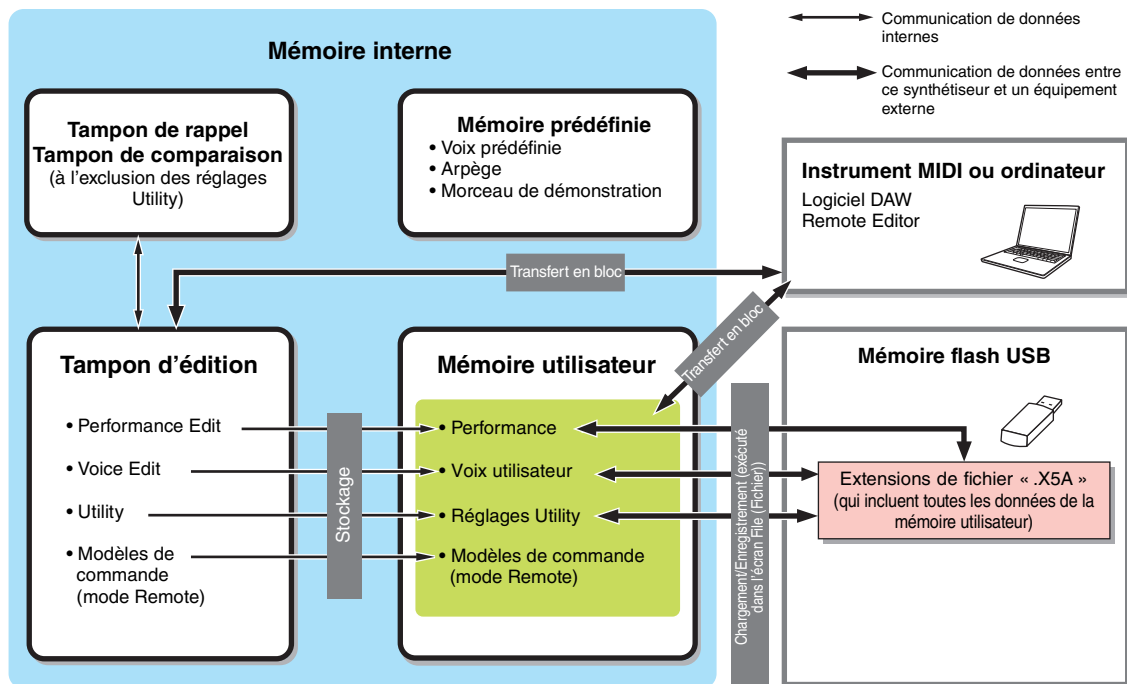 Mémoire interne
Communication de données
internes
Communication de données entre
ce synthétiseur et un équipement
externe
Tampon de rappel
Tampon de comparaison
(à l'exclusion des réglages
Utility)
Mémoire prédéfinie
• Voix prédéfinie
• Arpège
• Morceau de démonstration
Instrument MIDI ou ordinateur
Logiciel DAW
Remote Editor
Transfert en bloc
Transfert en bloc
Tampon d'édition
• Performance Edit
• Voice Edit
• Utility
• Modèles de
commande
(mode Remote)
Stockage
Mémoire utilisateur
• Performance
• Voix utilisateur
• Réglages Utility
• Modèles de commande
(mode Remote)
Chargement/Enregistrement (exécuté
dans l'écran File (Fichier))
Mémoire flash USB
Extensions de fichier « .X5A »
(qui incluent toutes les données de la
mémoire utilisateur)